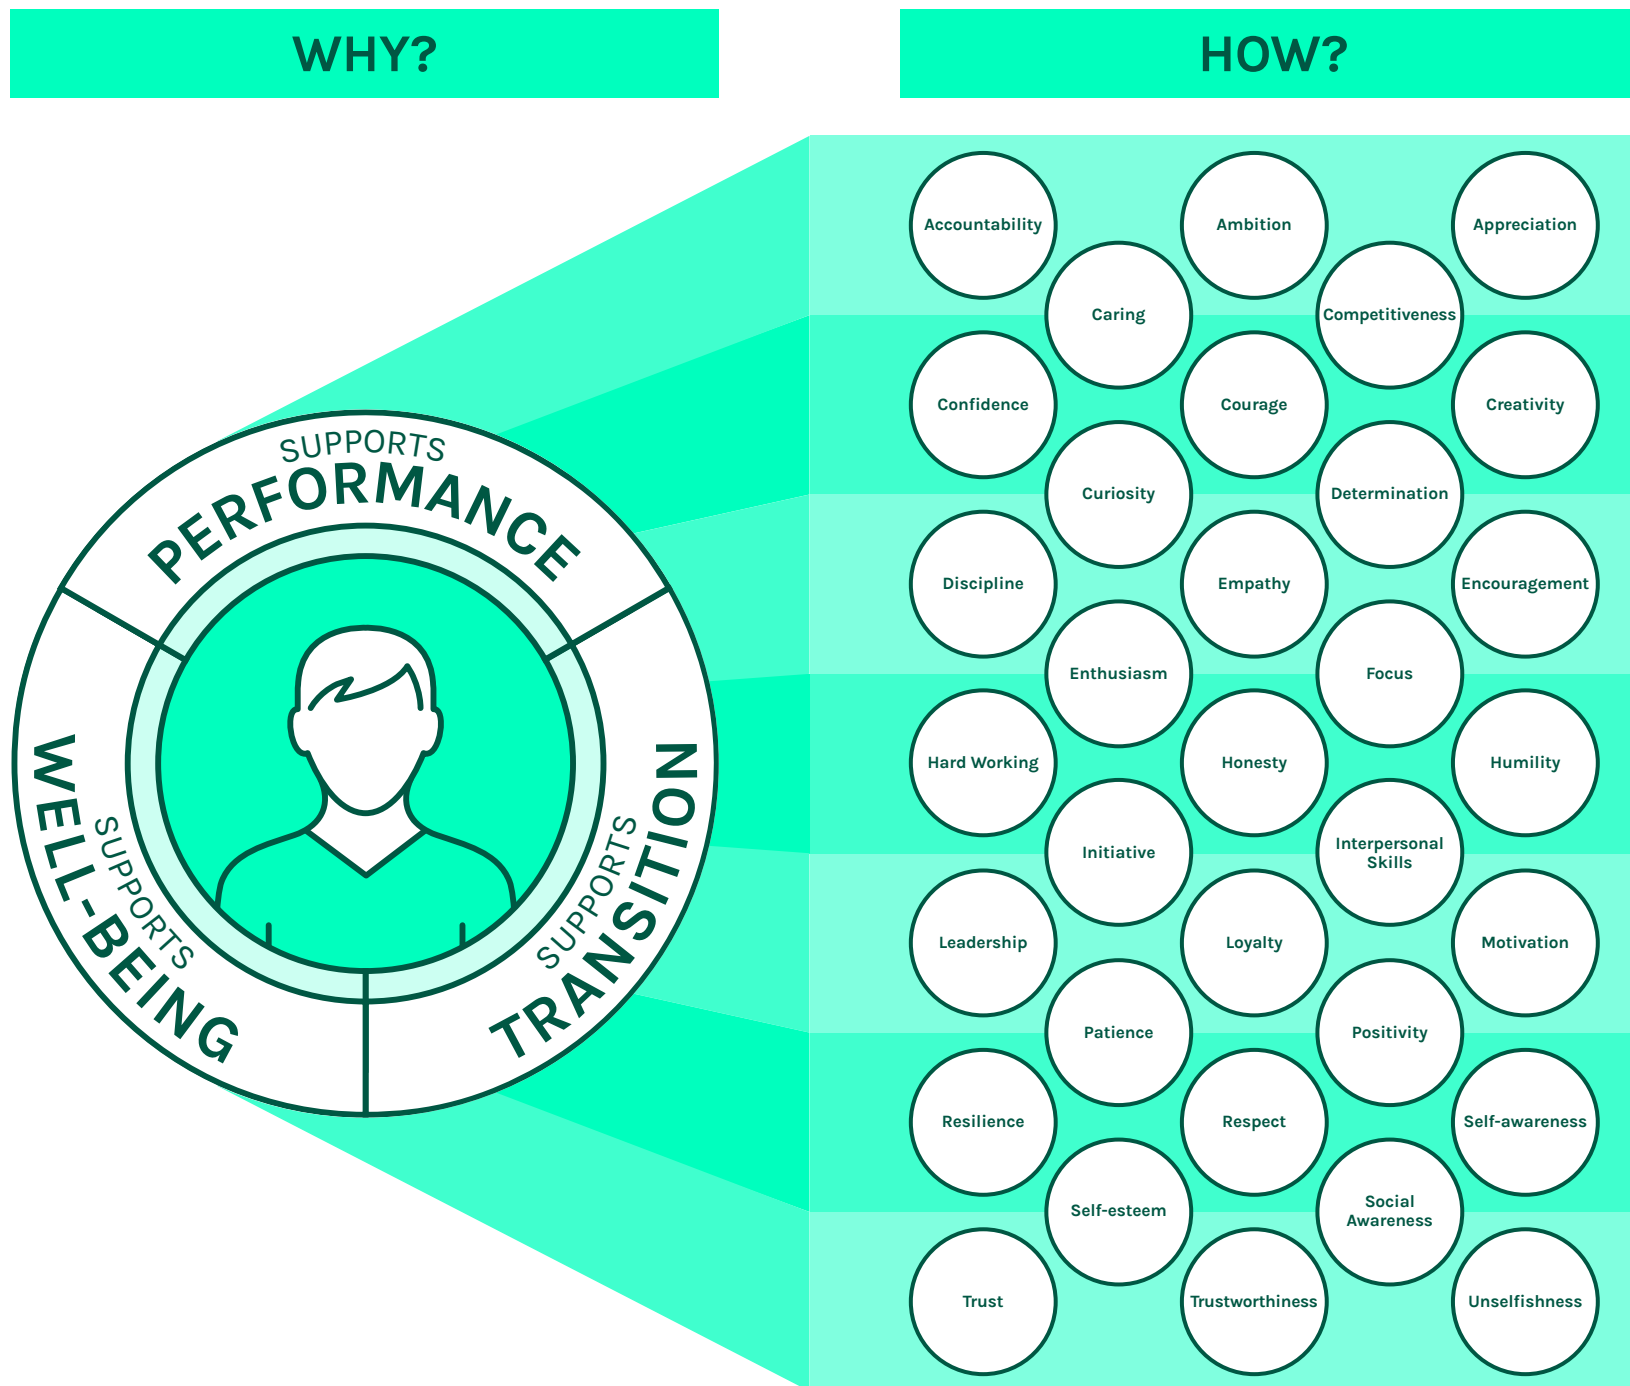 WHY?
HOW?
SUPPORTS
PERFORMANCE
WELL-BEING
SUPPORTS
SUPPORTS
TRANSITION
Accountability
Ambition
Appreciation
Caring
Competitiveness
Confidence
Courage
Creativity
Curiosity
Determination
Discipline
Empathy
Encouragement
Enthusiasm
Focus
Hard Working
Honesty
Humility
Initiative
Interpersonal
Skills
Leadership
Loyalty
Motivation
Patience
Positivity
Resilience
Respect
Self-awareness
Self-esteem
Social
Awareness
Trust
Trustworthiness
Unselfishness